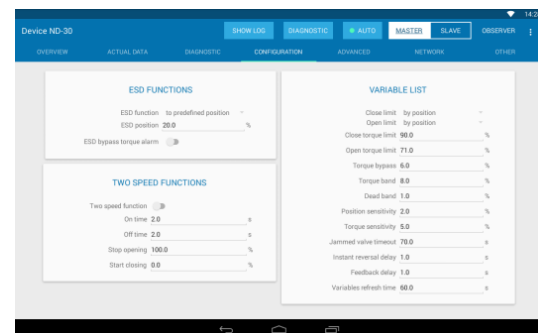 14:28
Device ND-30
SHOW LOG
DIAGNOSTIC
AUTO
MASTER
SLAVE
OBSERVER
OVERVIEW
ACTUAL DATA
DIAGNOSTIC
CONFIGURATION
ADVANCED
NETWORK
OTHER
ESD FUNCTIONS
ESD function to predefined position
ESD position 20.0 %
ESD bypass torque alarm
TWO SPEED FUNCTIONS
Two speed function
On time 2.0 s
Off time 2.0 s
Stop opening 100.0 %
Start closing 0.0 %
VARIABLE LIST
Close limit by position
Open limit by position
Close torque limit 90.0 %
Open torque limit 71.0 %
Torque bypass 6.0 %
Torque band 8.0 %
Dead band 1.0 %
Position sensitivity 2.0 %
Torque sensitivity 5.0 %
Jammed valve timeout 70.0 s
Instant reversal delay 1.0 s
Feedback delay 1.0 s
Variables refresh time 60.0 s